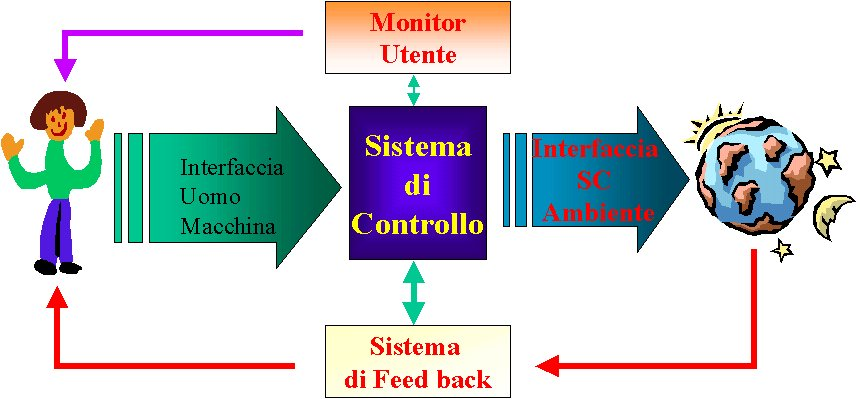 Monitor
Utente
Interfaccia
Uomo
Macchina
Sistema
di
Controllo
Interfaccia
SC
Ambiente
Sistema
di Feed back